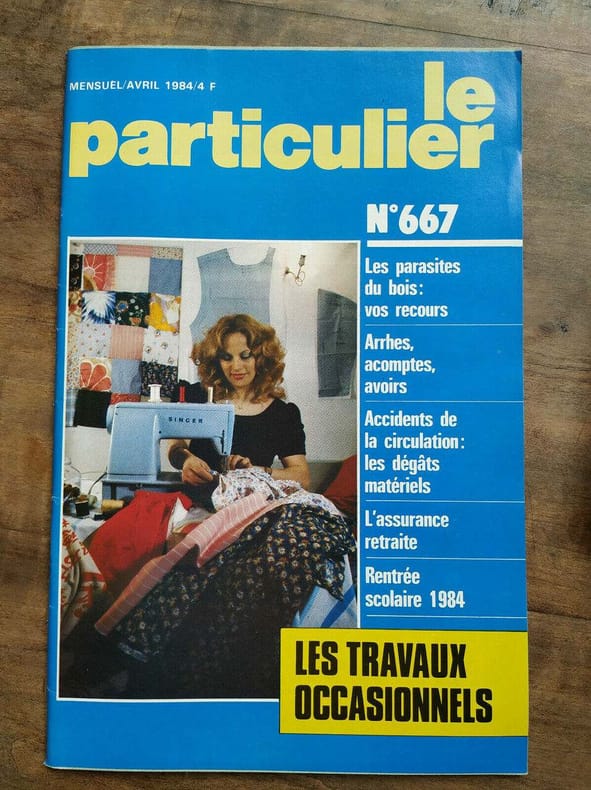 MENSUEL/AVRIL 1984/4 F
le
particulier
N°667
Les parasites
du bois:
vos recours
Arrhes,
acomptes,
avoirs
Accidents de
la circulation:
les dégâts
matériels
L'assurance
retraite
Rentrée
scolaire 1984
SINGER
LES TRAVAUX
OCCASIONNELS